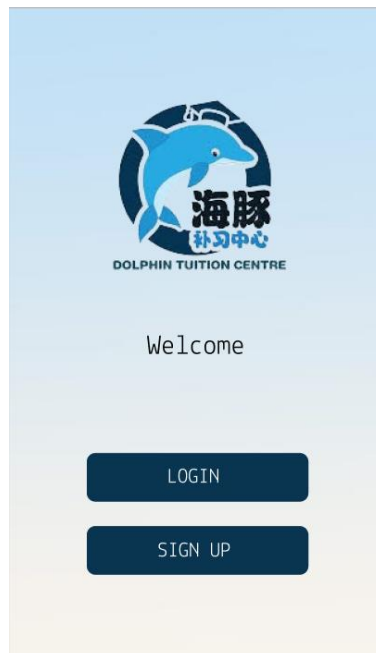 海豚
补习中心
DOLPHIN TUITION CENTRE
Welcome
LOGIN
SIGN UP